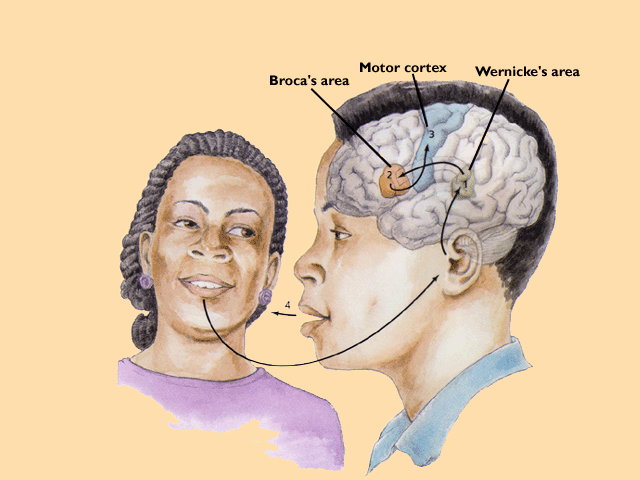 Motor cortex
Wernicke's area
Broca's area
3
2
4